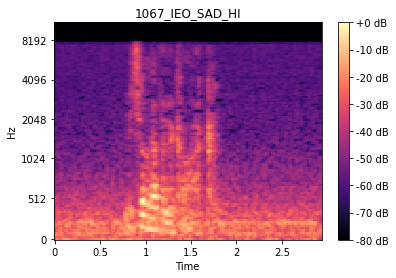 1067_IEO_SAD_HI
+0 dB
8192
-10 dB
4096
-20 dB
-30 dB
2048
Hz
-40 dB
1024
-50 dB
512
-60 dB
-70 dB
0
-80 dB
0 0.5 1 1.5 2 2.5
Time